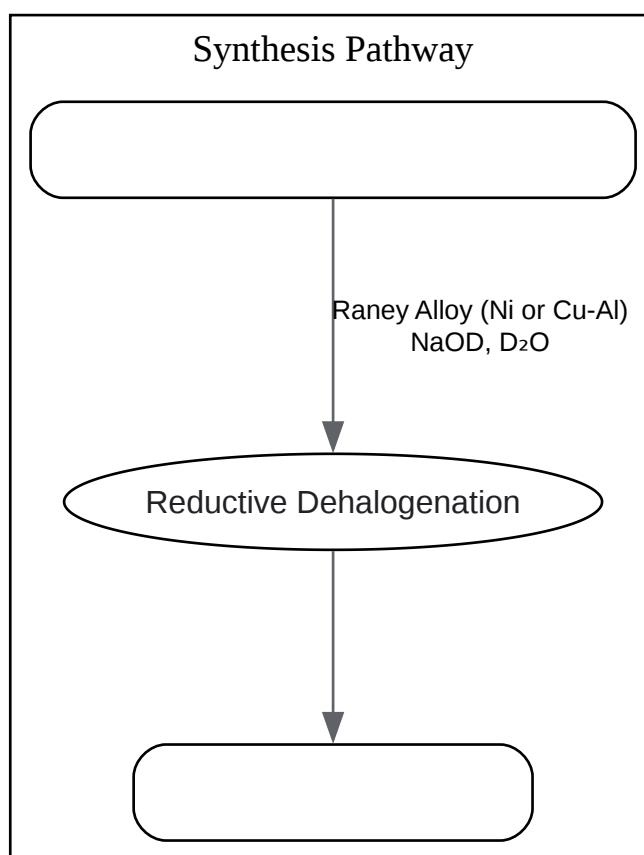 Synthesis Pathway
Raney Alloy (Ni or Cu-Al)
NaOD, D₂O
Reductive Dehalogenation